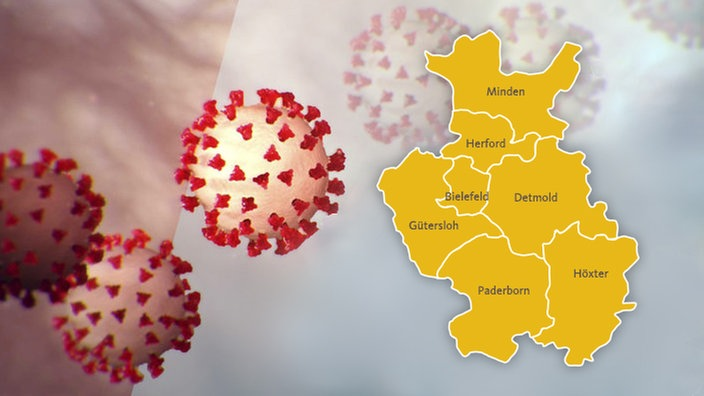 Minden
Herford
Bielefeld
Detmold
Gütersloh
Höxter
Paderborn